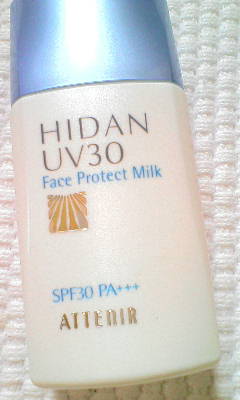 HIDAN
UV30
Face Protect Milk
SPF30 PA+++
ATTENIR